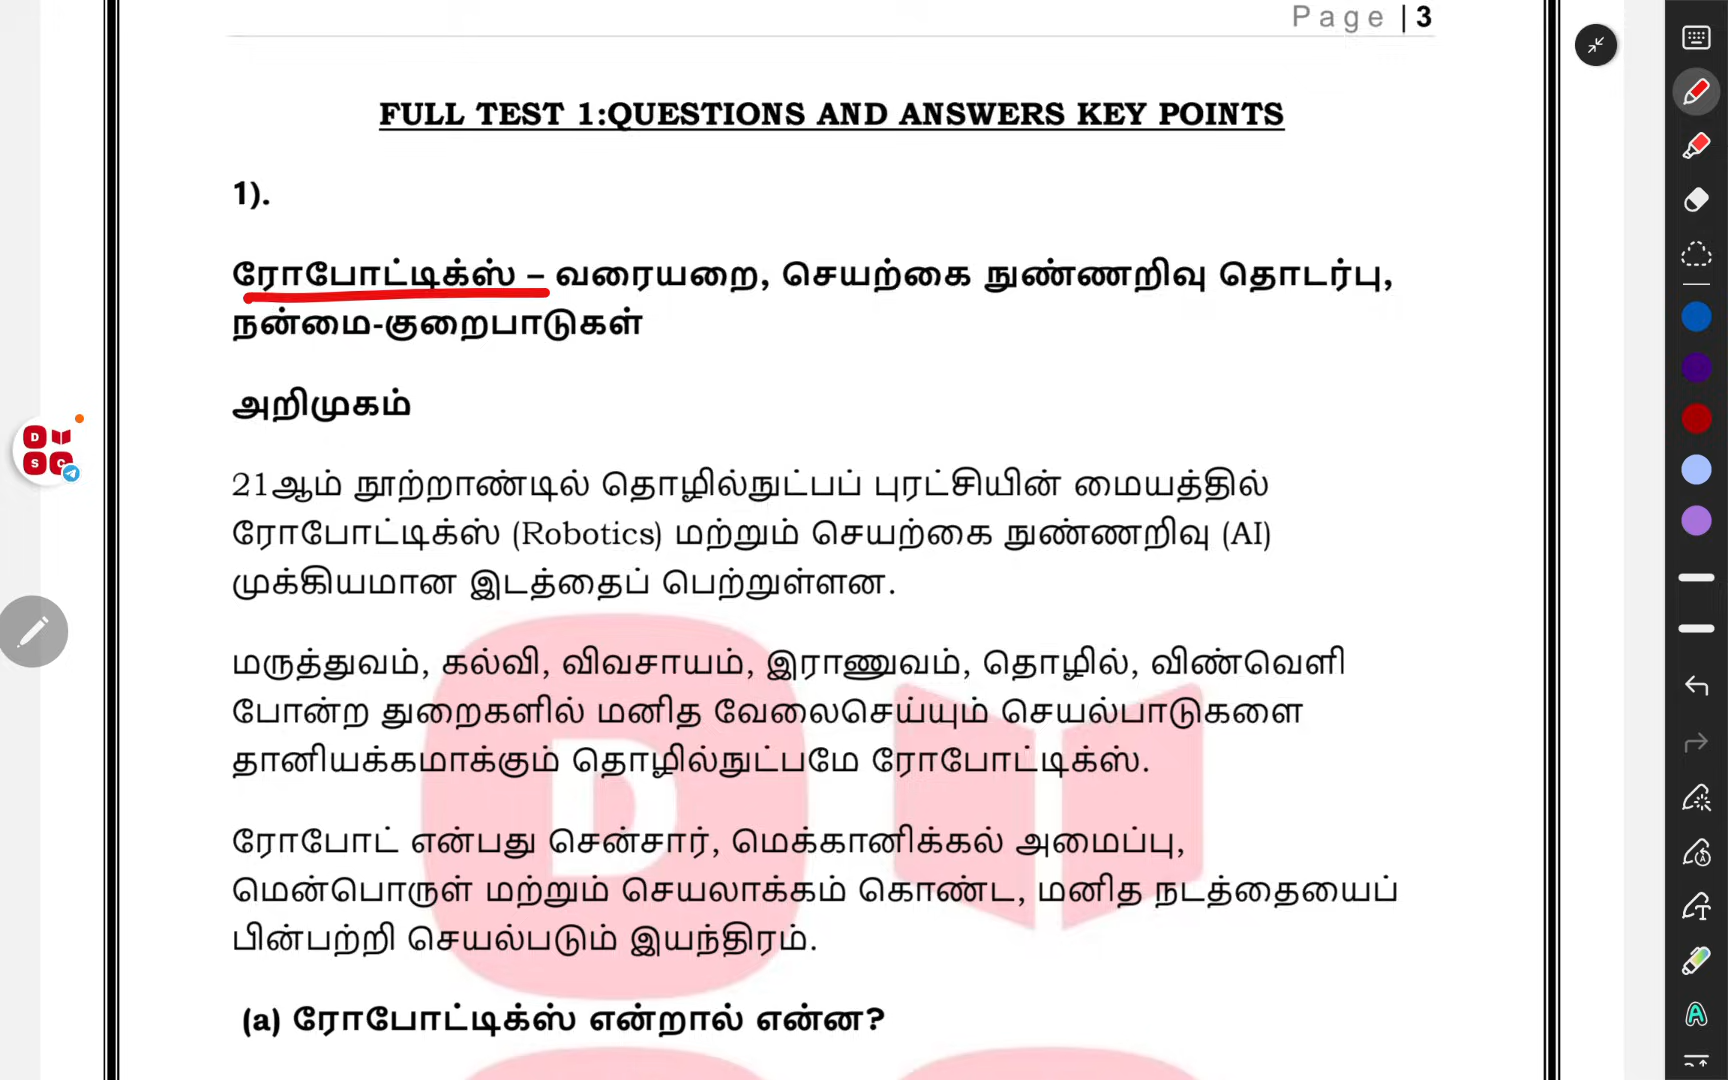 Page | 3
FULL TEST 1:QUESTIONS AND ANSWERS KEY POINTS
1).
ரோபோட்டிக்ஸ் – வரையறை, செயற்கை நுண்ணறிவு தொடர்பு,
நன்மை-குறைபாடுகள்
அறிமுகம்
21ஆம் நூற்றாண்டில் தொழில்நுட்பப் புரட்சியின் மையத்தில்
ரோபோட்டிக்ஸ் (Robotics) மற்றும் செயற்கை நுண்ணறிவு (AI)
முக்கியமான இடத்தைப் பெற்றுள்ளன.
மருத்துவம், கல்வி, விவசாயம், இராணுவம், தொழில், விண்வெளி
போன்ற துறைகளில் மனித வேலைசெய்யும் செயல்பாடுகளை
தானியக்கமாக்கும் தொழில்நுட்பமே ரோபோட்டிக்ஸ்.
ரோபோட் என்பது சென்சார், மெக்கானிக்கல் அமைப்பு,
மென்பொருள் மற்றும் செயலாக்கம் கொண்ட, மனித நடத்தையைப்
பின்பற்றி செயல்படும் இயந்திரம்.
(a) ரோபோட்டிக்ஸ் என்றால் என்ன?
D
D
S C